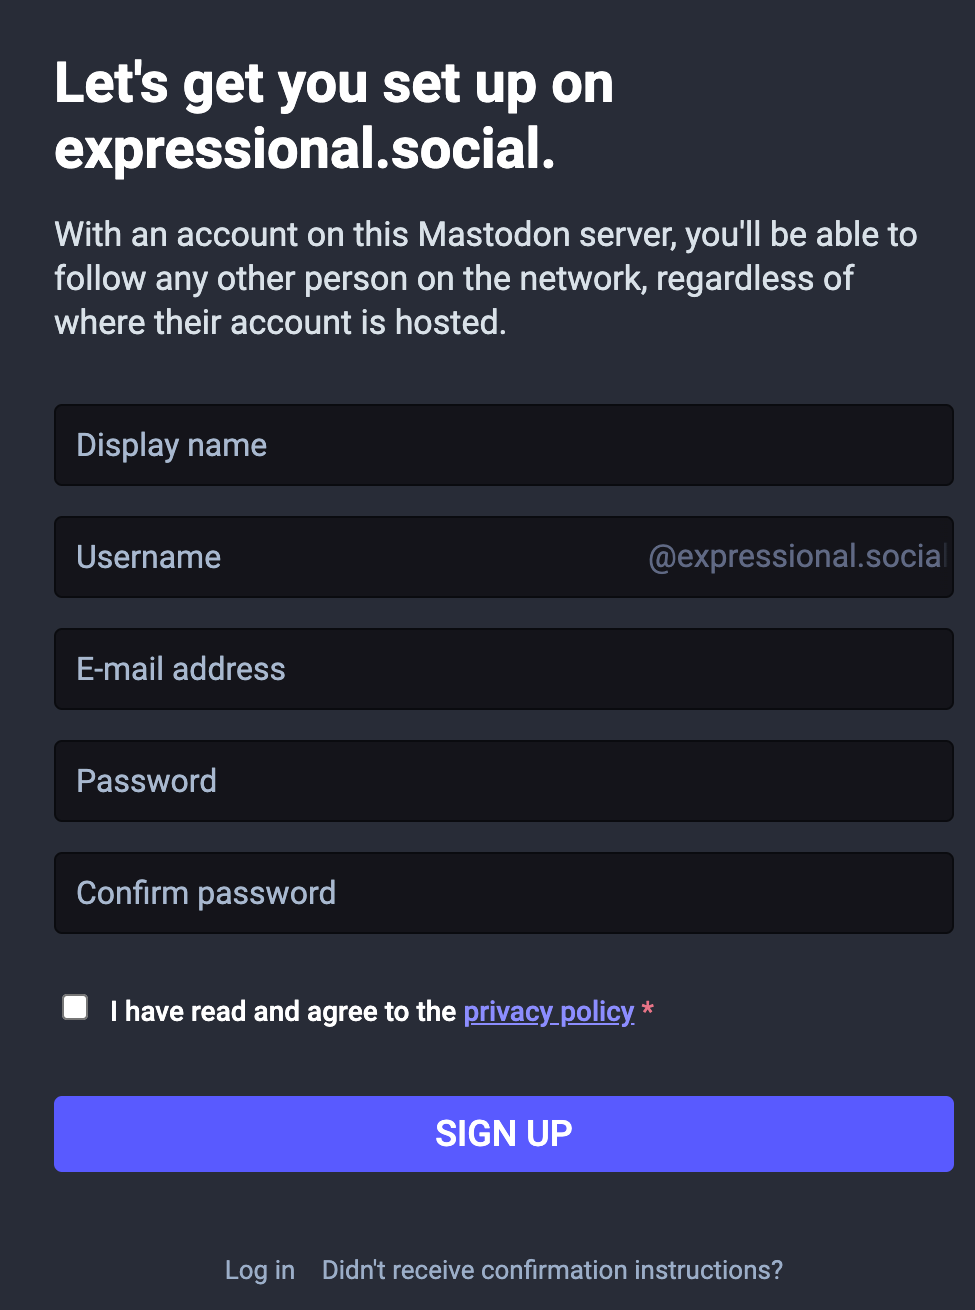 Let's get you set up on
expressional.social.
With an account on this Mastodon server, you'll be able to
follow any other person on the network, regardless of
where their account is hosted.
Display name
Username @expressional.social
E-mail address
Password
Confirm password
I have read and agree to the privacy policy *
SIGN UP
Log in Didn't receive confirmation instructions?